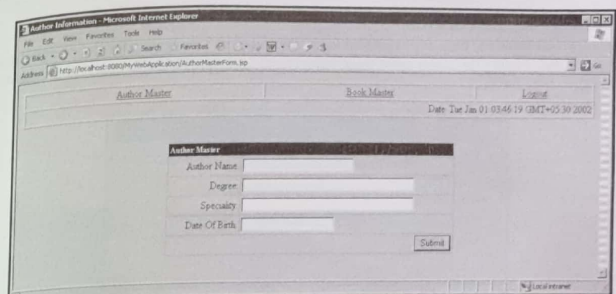 Author Information - Microsoft Internet Explorer
File Edit View Favorites Tools Help
Back Search Favorites
Address http://localhost:8080/MyWebApplication/AuthorMasterForm.jsp Go
Author Master Book Master Logout
Date: Tue Jan 01 03:46:19 GMT+05:30 2002
Author Master
Author Name
Degree
Speciality
Date Of Birth
Submit
Local intranet